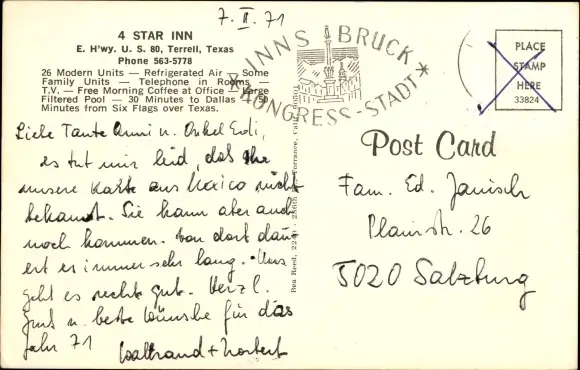 7. II. 71
4 STAR INN
E. H'wy. U. S. 80, Terrell, Texas
Phone 563-5778
26 Modern Units — Refrigerated Air — Some
Family Units — Telephone in Rooms —
T.V. — Free Morning Coffee at Office — Large
Filtered Pool — 30 Minutes to Dallas — 50
Minutes from Six Flags over Texas.
INNSBRUCK
KONGRESS-STADT
PLACE
STAMP
HERE
33824
Post Card
Liebe Tante Anni u. Onkel Edi,
es tut mir leid, daß Ihr
unsere Karte aus Mexico nicht
bekamt. Sie kann aber auch
noch kommen. Von dort dau-
ert es immer sehr lang. Uns
geht es recht gut. Herzl.
Gruß u. beste Wünsche für das
Jahr 71
Waltraud + Norbert
Rex Reed, Torrance, Calif.
Fam. Ed. Janisch
Plainstr. 26
5020 Salzburg